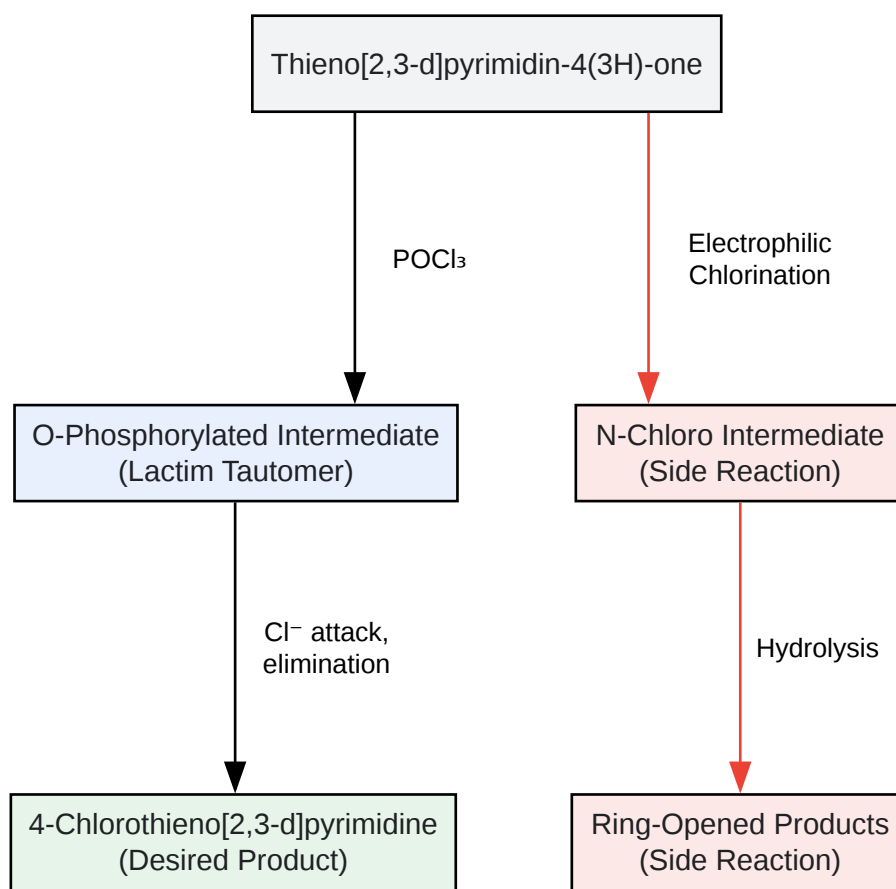 Thieno[2,3-d]pyrimidin-4(3H)-one
POCl₃
Electrophilic
Chlorination
O-Phosphorylated Intermediate
(Lactim Tautomer)
N-Chloro Intermediate
(Side Reaction)
Cl⁻ attack,
elimination
Hydrolysis
4-Chlorothieno[2,3-d]pyrimidine
(Desired Product)
Ring-Opened Products
(Side Reaction)